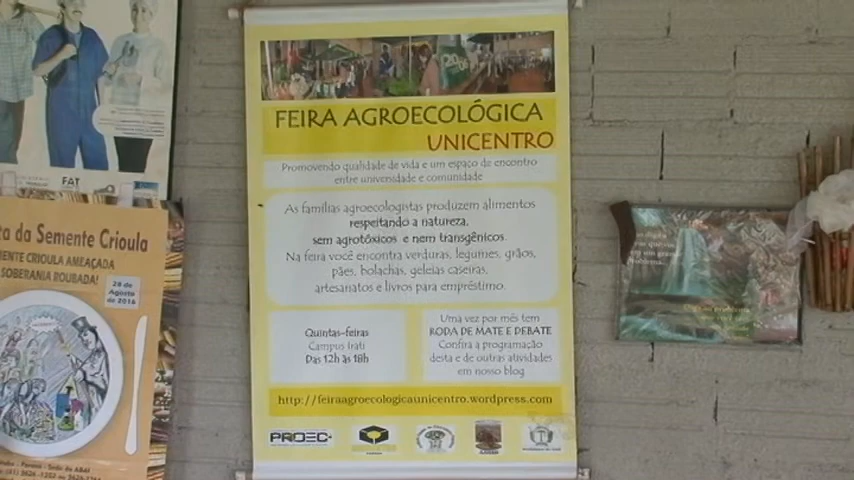 FEIRA AGROECOLÓGICA
UNICENTRO
Promovendo qualidade de vida e um espaço de encontro
entre universidade e comunidade
As famílias agroecologistas produzem alimentos
respeitando a natureza,
sem agrotóxicos e nem transgênicos.
Na feira você encontra verduras, legumes, grãos,
pães, bolachas, geleias caseiras,
artesanatos e livros para empréstimo.
Quintas-feiras
Campus Irati
Das 12h às 18h
Uma vez por mês tem
RODA DE MATE E DEBATE
Confira a programação
desta e de outras atividades
em nosso blog
http://feiraagroecologicaunicentro.wordpress.com
PROEC
FAT
da Semente Crioula
MENTE CRIOULA AMEAÇADA
SOBERANIA ROUBADA!
28 de
Agosto
de 2016